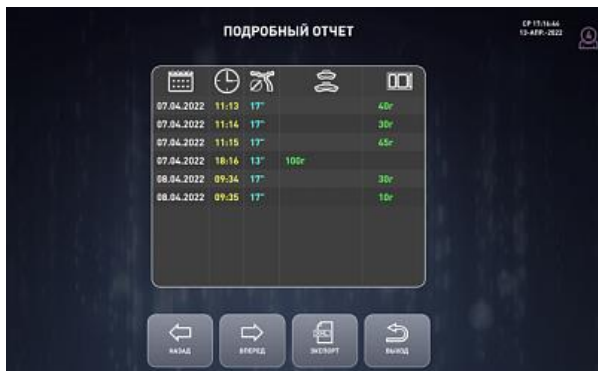 ПОДРОБНЫЙ ОТЧЕТ
СР 17:16:44
13-АПР.-2022
07.04.2022 11:13 17" 40г
07.04.2022 11:14 17" 30г
07.04.2022 11:15 17" 45г
07.04.2022 18:16 13" 100г
08.04.2022 09:34 17" 30г
08.04.2022 09:35 17" 10г
НАЗАД ВПЕРЕД ЭКСПОРТ ВЫХОД